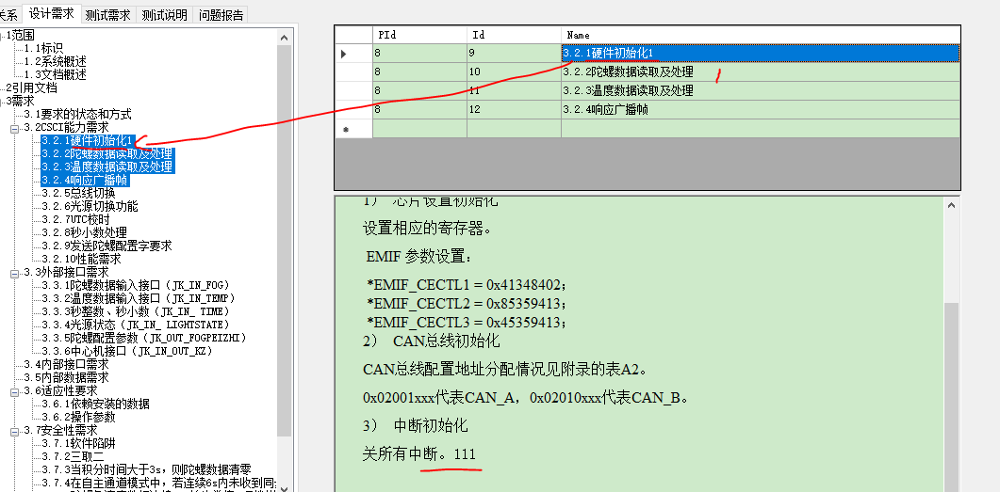 关系 设计需求 测试需求 测试说明 问题报告
1范围
1.1标识
1.2系统概述
1.3文档概述
2引用文档
3需求
3.1要求的状态和方式
3.2CSCI能力需求
3.2.1硬件初始化1
3.2.2陀螺数据读取及处理
3.2.3温度数据读取及处理
3.2.4响应广播帧
3.2.5总线切换
3.2.6光源切换功能
3.2.7UTC校时
3.2.8秒小数处理
3.2.9发送陀螺配置字要求
3.2.10性能需求
3.3外部接口需求
3.3.1陀螺数据输入接口（JK_IN_FOG)
3.3.2温度数据输入接口（JK_IN_TEMP)
3.3.3秒整数、秒小数（JK_IN_ TIME)
3.3.4光源状态（JK_IN_ LIGHTSTATE)
3.3.5陀螺配置参数（JK_OUT_FOGPEIZHI)
3.3.6中心机接口（JK_IN_OUT_KZ)
3.4内部接口需求
3.5内部数据需求
3.6适应性要求
3.6.1依赖安装的数据
3.6.2操作参数
3.7安全性需求
3.7.1软件陷阱
3.7.2三取二
3.7.3当积分时间大于3s，则陀螺数据清零
3.7.4在自主通道模式中，若连续6s内未收到同
PId Id Name
8 9 3.2.1硬件初始化1
8 10 3.2.2陀螺数据读取及处理
8 11 3.2.3温度数据读取及处理
8 12 3.2.4响应广播帧
1） 芯片设置初始化
设置相应的寄存器。
EMIF 参数设置：
*EMIF_CECTL1 = 0x41348402；
*EMIF_CECTL2 = 0x85359413；
*EMIF_CECTL3 = 0x45359413；
2） CAN总线初始化
CAN总线配置地址分配情况见附录的表A2。
0x02001xxx代表CAN_A，0x02010xxx代表CAN_B。
3） 中断初始化
关所有中断。111